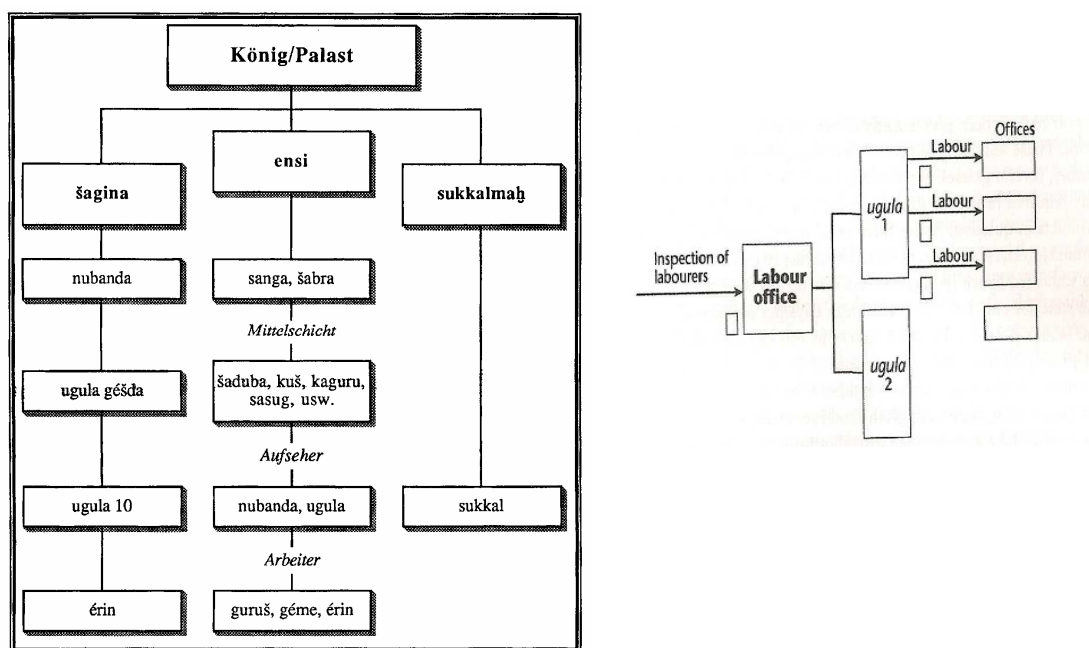 König/Palast
šagina
ensi
sukkalmaḫ
nubanda
sanga, šabra
Mittelschicht
ugula géšda
šaduba, kuš, kaguru,
sasug, usw.
Aufseher
ugula 10
nubanda, ugula
sukkal
Arbeiter
érin
guruš, géme, érin
Inspection of
labourers
Labour
office
ugula
1
ugula
2
Labour
Labour
Labour
Offices